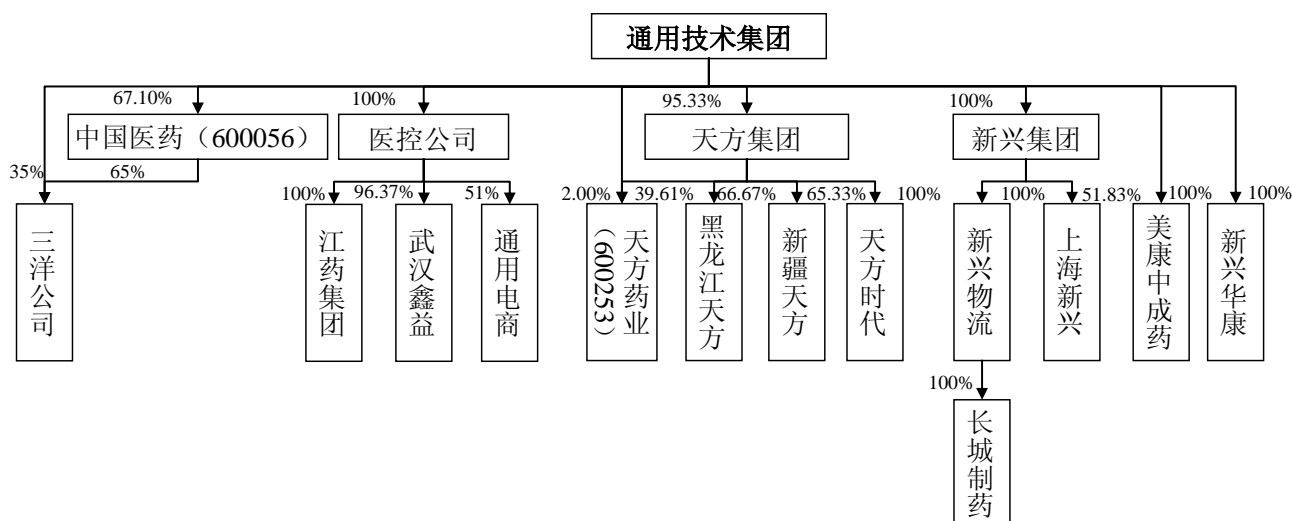 通用技术集团
67.10% 100% 95.33% 100%
中国医药（600056） 医控公司 天方集团 新兴集团
35% 65%
100% 96.37% 51% 2.00% 39.61% 66.67% 65.33% 100% 100% 51.83% 100% 100%
三洋公司
江药集团
武汉鑫益
通用电商
天方药业（600253）
黑龙江天方
新疆天方
天方时代
新兴物流
上海新兴
美康中成药
新兴华康
100%
长城制药